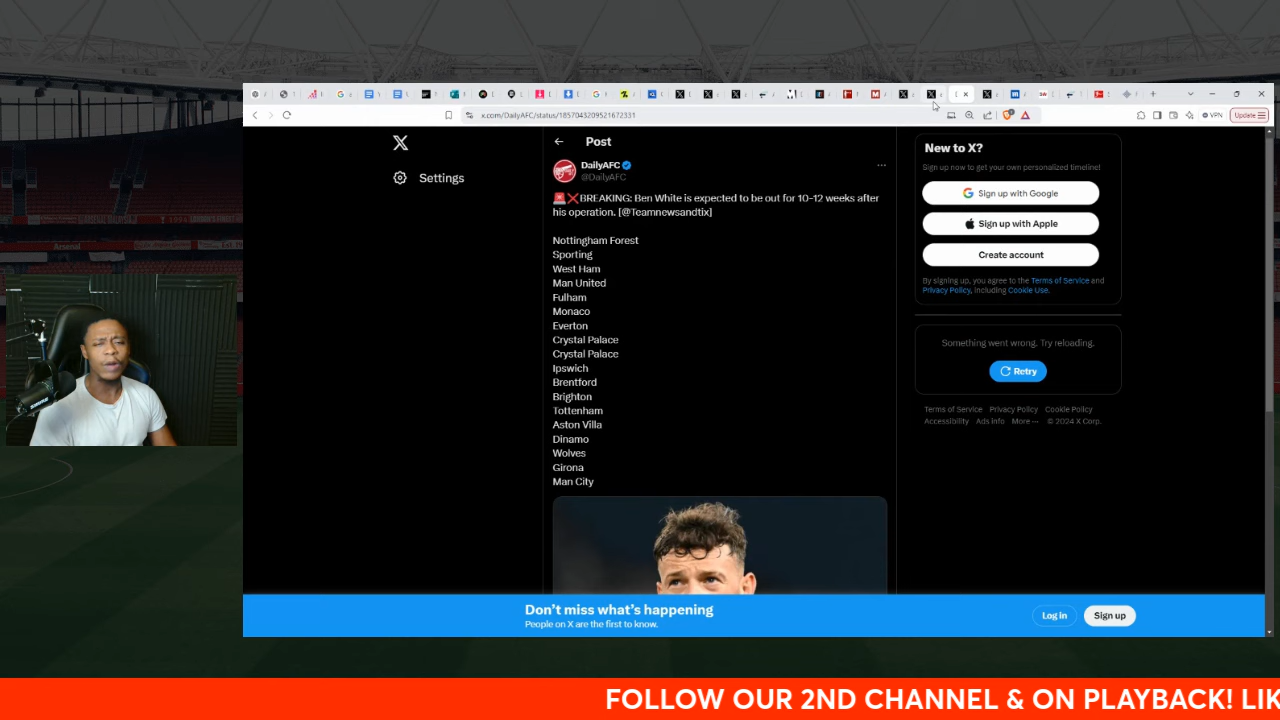 x.com/DailyAFC/status/1857043209521672331
VPN
Update
Post
Settings
DailyAFC
@DailyAFC
BREAKING: Ben White is expected to be out for 10-12 weeks after
his operation. [@Teamnewsandtix]
Nottingham Forest
Sporting
West Ham
Man United
Fulham
Monaco
Everton
Crystal Palace
Crystal Palace
Ipswich
Brentford
Brighton
Tottenham
Aston Villa
Dinamo
Wolves
Girona
Man City
New to X?
Sign up now to get your own personalized timeline!
Sign up with Google
Sign up with Apple
Create account
By signing up, you agree to the Terms of Service and
Privacy Policy, including Cookie Use.
Something went wrong. Try reloading.
Retry
Terms of Service Privacy Policy Cookie Policy
Accessibility Ads info More ··· © 2024 X Corp.
Arsenal
Don't miss what's happening
People on X are the first to know.
Log in
Sign up
FOLLOW OUR 2ND CHANNEL & ON PLAYBACK! LIK